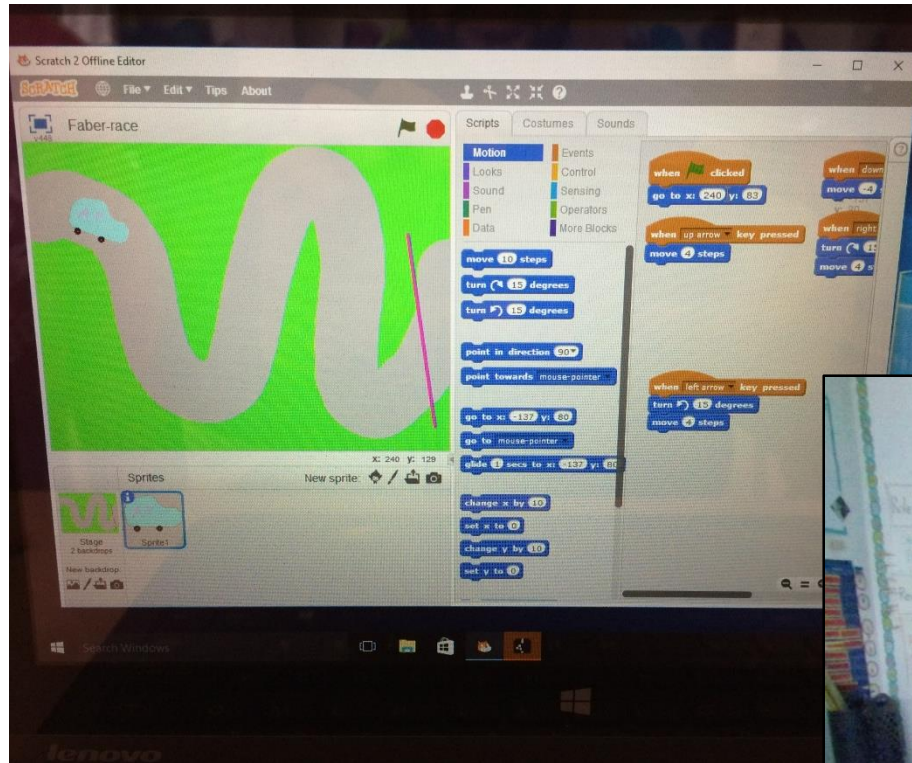 Scratch 2 Offline Editor
SCRATCH File Edit Tips About
v448 Faber-race
Scripts Costumes Sounds
Motion Events
Looks Control
Sound Sensing
Pen Operators
Data More Blocks
move 10 steps
turn 15 degrees
turn 15 degrees
point in direction 90
point towards mouse-pointer
go to x: -137 y: 80
go to mouse-pointer
glide 1 secs to x: -137 y: 80
change x by 10
set x to 0
change y by 10
set y to 0
when clicked
go to x: 240 y: 83
when up arrow key pressed
move 4 steps
when left arrow key pressed
turn 15 degrees
move 4 steps
when down
move -4 s
when right
turn 15
move 4 s
x: 240 y: 129
Sprites New sprite:
Stage
2 backdrops
Sprite1
New backdrop
Search Windows
lenovo